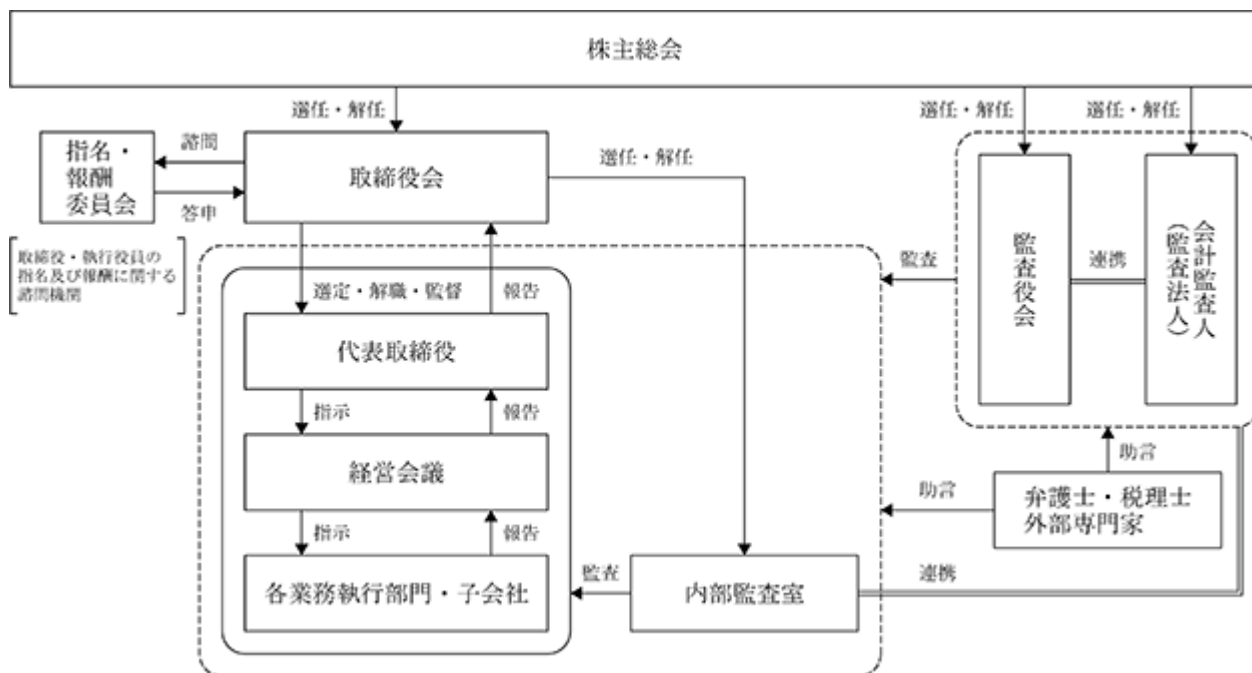 株主総会
選任・解任
選任・解任
選任・解任
指名・
報酬
委員会
諮問
答申
取締役会
選任・解任
取締役・執行役員の
指名及び報酬に関する
諮問機関
監査
監査役会
連携
会計監査人
（監査法人）
選定・解職・監督
報告
代表取締役
指示
報告
経営会議
助言
助言
弁護士・税理士
外部専門家
指示
報告
各業務執行部門・子会社
監査
内部監査室
連携